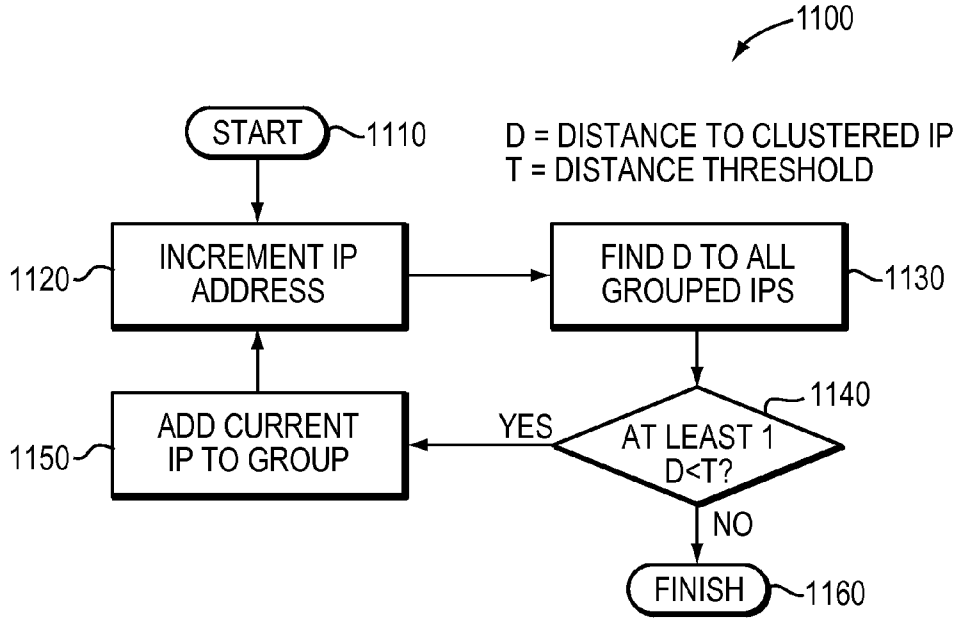 1100
START
1110
D = DISTANCE TO CLUSTERED IP
T = DISTANCE THRESHOLD
1120
INCREMENT IP
ADDRESS
FIND D TO ALL
GROUPED IPS
1130
1140
AT LEAST 1
D<T?
YES
ADD CURRENT
IP TO GROUP
1150
NO
FINISH
1160